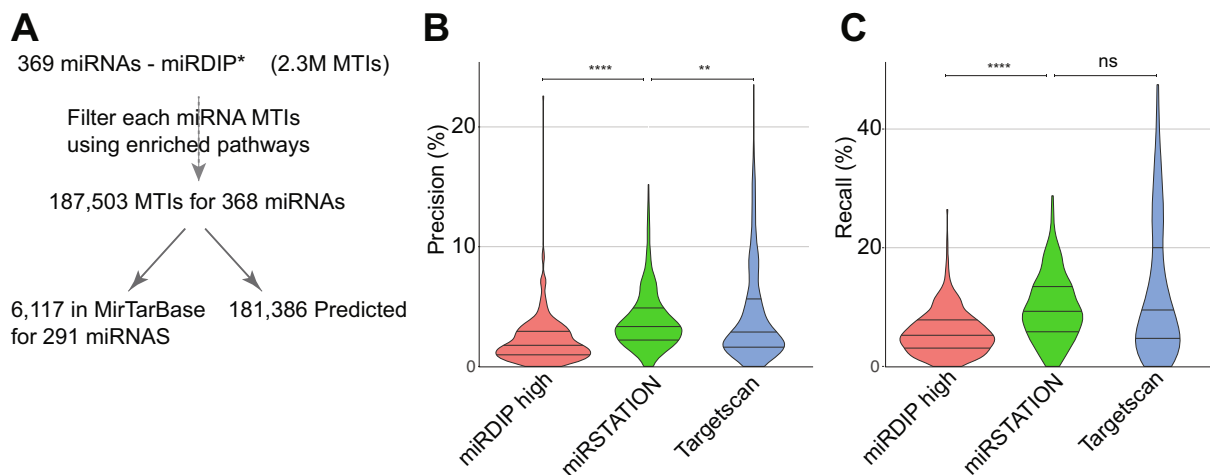 A
369 miRNAs - miRDIP* (2.3M MTIs)
Filter each miRNA MTIs
using enriched pathways
187,503 MTIs for 368 miRNAs
6,117 in MirTarBase
for 291 miRNAS
181,386 Predicted
B
****
**
20
10
0
Precision (%)
miRDIP high
miRSTATION
Targetscan
C
****
ns
40
20
0
Recall (%)
miRDIP high
miRSTATION
Targetscan